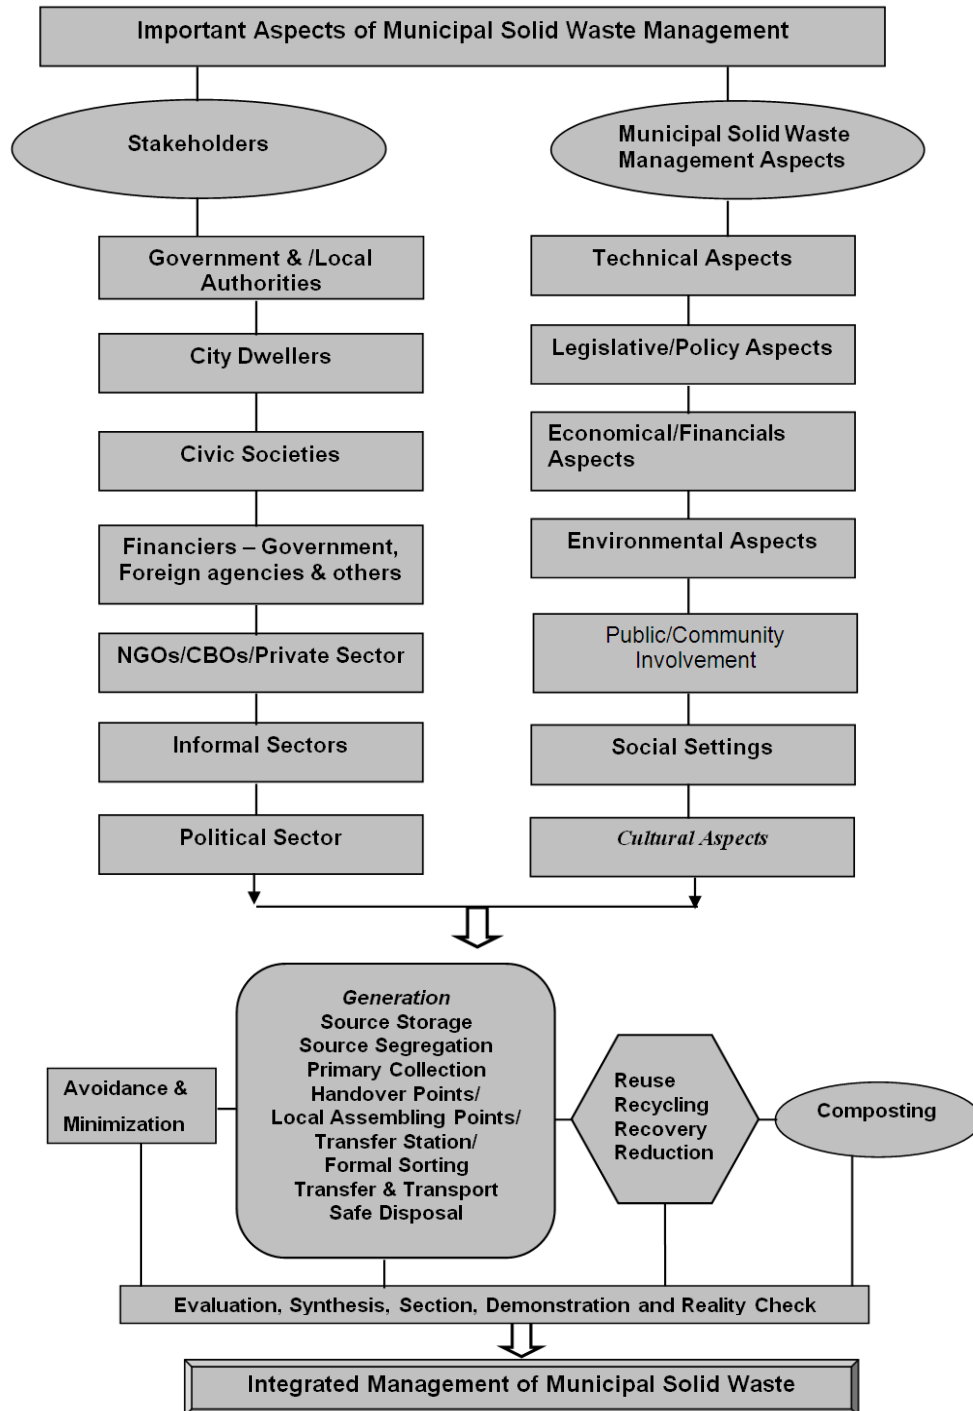 Important Aspects of Municipal Solid Waste Management
Stakeholders
Municipal Solid Waste
Management Aspects
Government & /Local
Authorities
City Dwellers
Civic Societies
Financiers – Government,
Foreign agencies & others
NGOs/CBOs/Private Sector
Informal Sectors
Political Sector
Technical Aspects
Legislative/Policy Aspects
Economical/Financials
Aspects
Environmental Aspects
Public/Community
Involvement
Social Settings
Cultural Aspects
Avoidance &
Minimization
Generation
Source Storage
Source Segregation
Primary Collection
Handover Points/
Local Assembling Points/
Transfer Station/
Formal Sorting
Transfer & Transport
Safe Disposal
Reuse
Recycling
Recovery
Reduction
Composting
Evaluation, Synthesis, Section, Demonstration and Reality Check
Integrated Management of Municipal Solid Waste